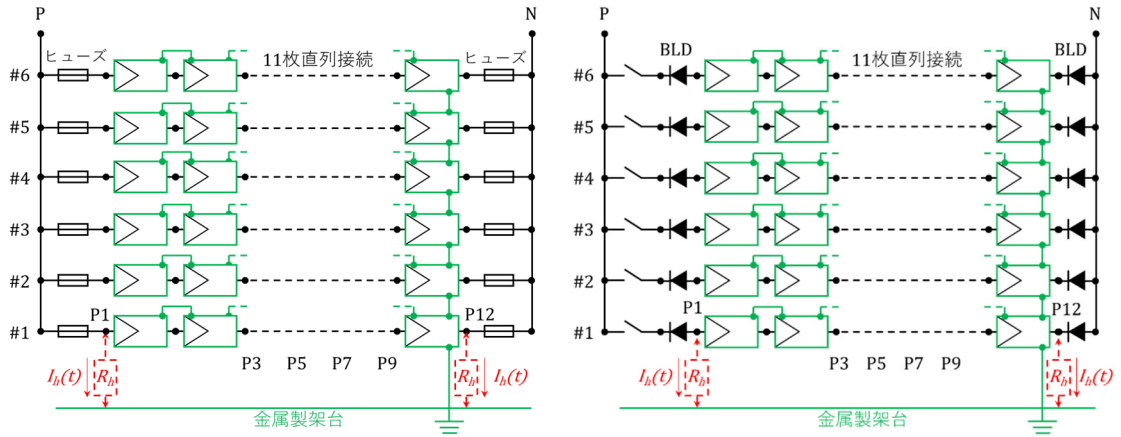 P N
ヒューズ 11枚直列接続 ヒューズ
#6
#5
#4
#3
#2
P1 P12
#1
P3 P5 P7 P9
Ih(t) Rh Rh Ih(t)
金属製架台
P N
BLD 11枚直列接続 BLD
#6
#5
#4
#3
#2
P1 P12
#1
P3 P5 P7 P9
Ih(t) Rh Rh Ih(t)
金属製架台